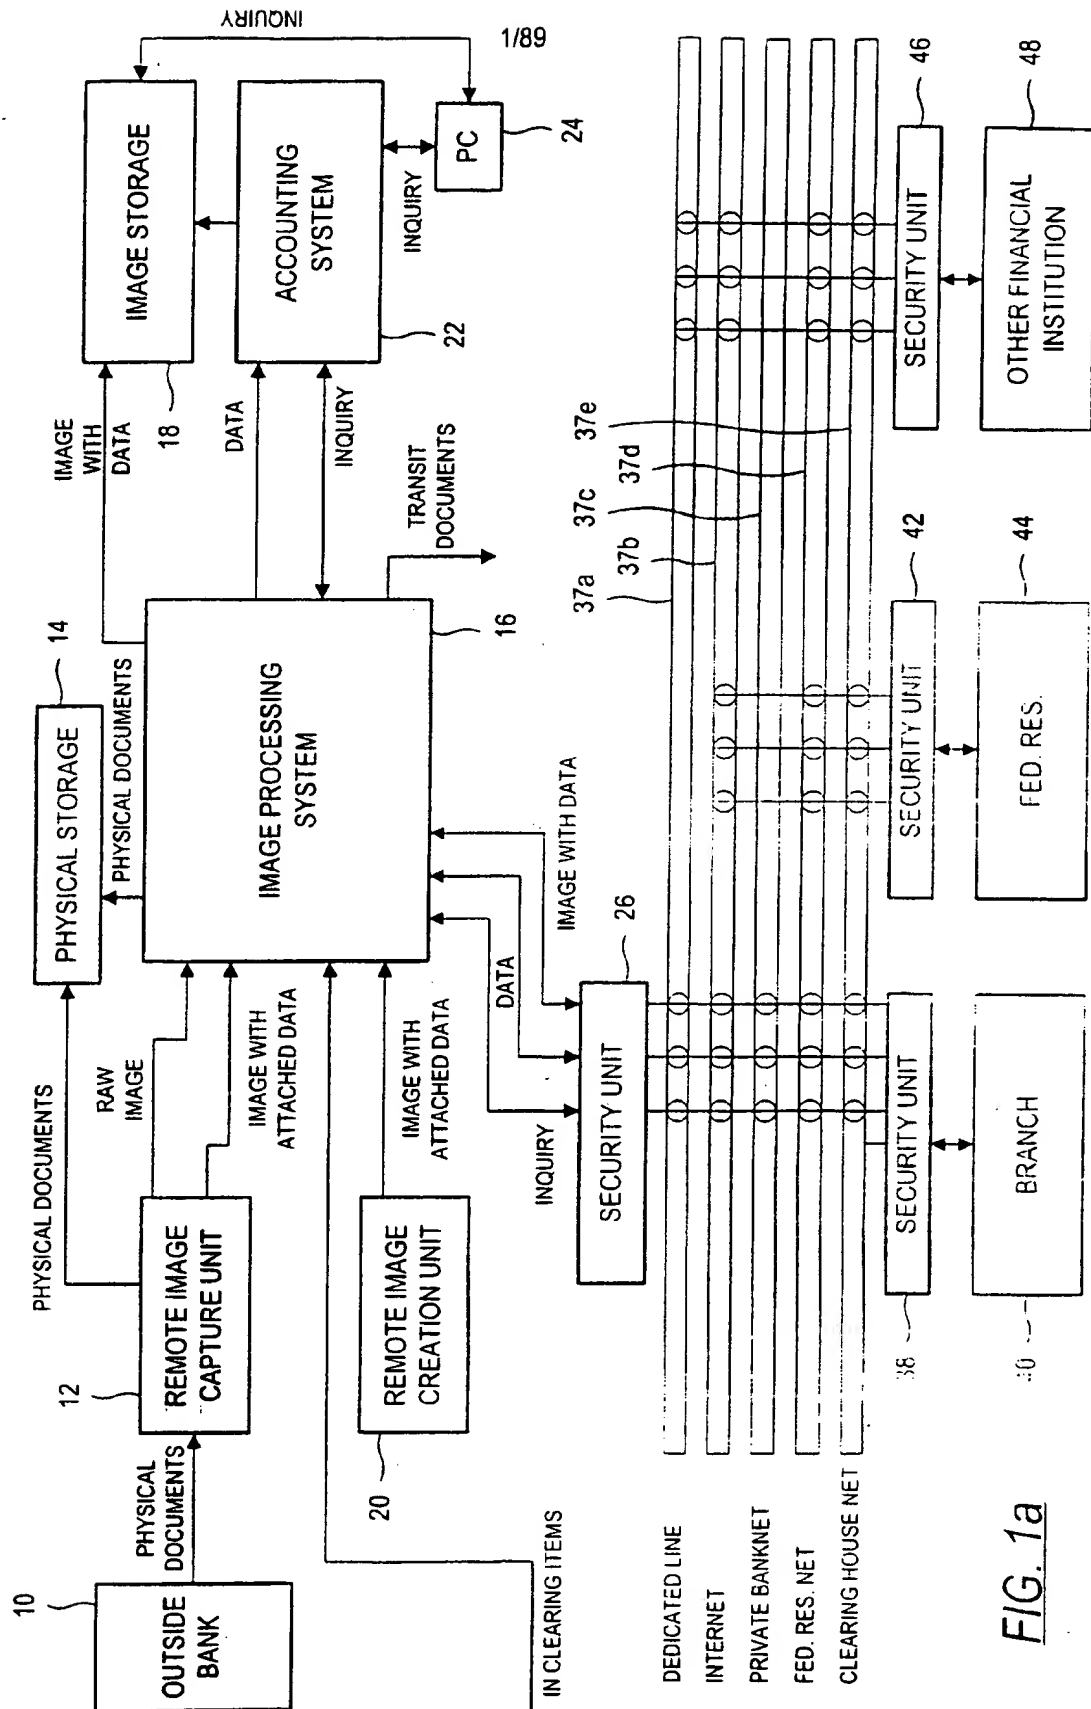 1/89
10
OUTSIDE
BANK
PHYSICAL
DOCUMENTS
12
REMOTE IMAGE
CAPTURE UNIT
PHYSICAL DOCUMENTS
14
PHYSICAL STORAGE
RAW
IMAGE
IMAGE WITH
ATTACHED DATA
20
REMOTE IMAGE
CREATION UNIT
IMAGE WITH
ATTACHED DATA
IN CLEARING ITEMS
PHYSICAL DOCUMENTS
IMAGE PROCESSING
SYSTEM
16
IMAGE
WITH
DATA
18
IMAGE STORAGE
INQUIRY
DATA
INQUIRY
22
ACCOUNTING
SYSTEM
INQUIRY
PC
24
TRANSIT
DOCUMENTS
INQUIRY
DATA
IMAGE WITH DATA
SECURITY UNIT
26
37a
37b
37c
37d
37e
DEDICATED LINE
INTERNET
PRIVATE BANKNET
FED. RES. NET
CLEARING HOUSE NET
SECURITY UNIT
BRANCH
SECURITY UNIT
42
FED. RES.
44
SECURITY UNIT
46
OTHER FINANCIAL
INSTITUTION
48
FIG. 1a